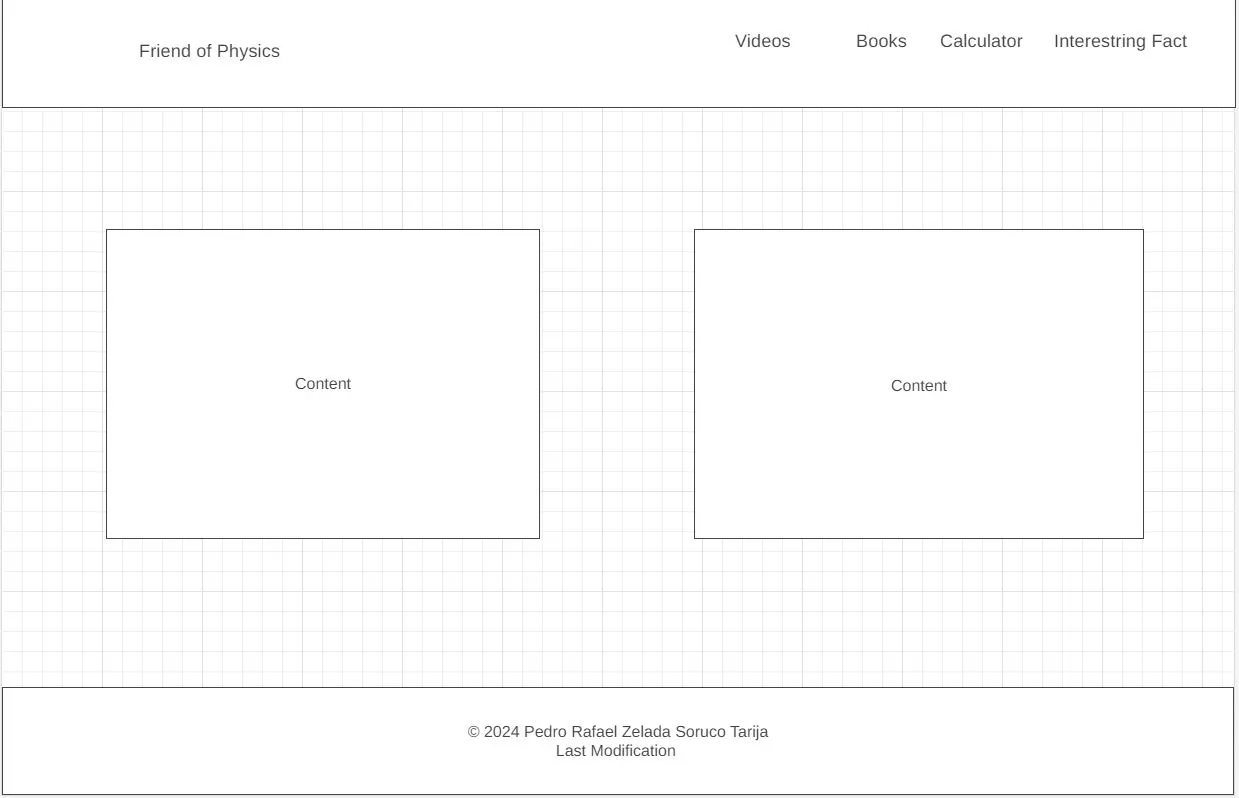 Friend of Physics
Videos Books Calculator Interestring Fact
Content
Content
© 2024 Pedro Rafael Zelada Soruco Tarija
Last Modification